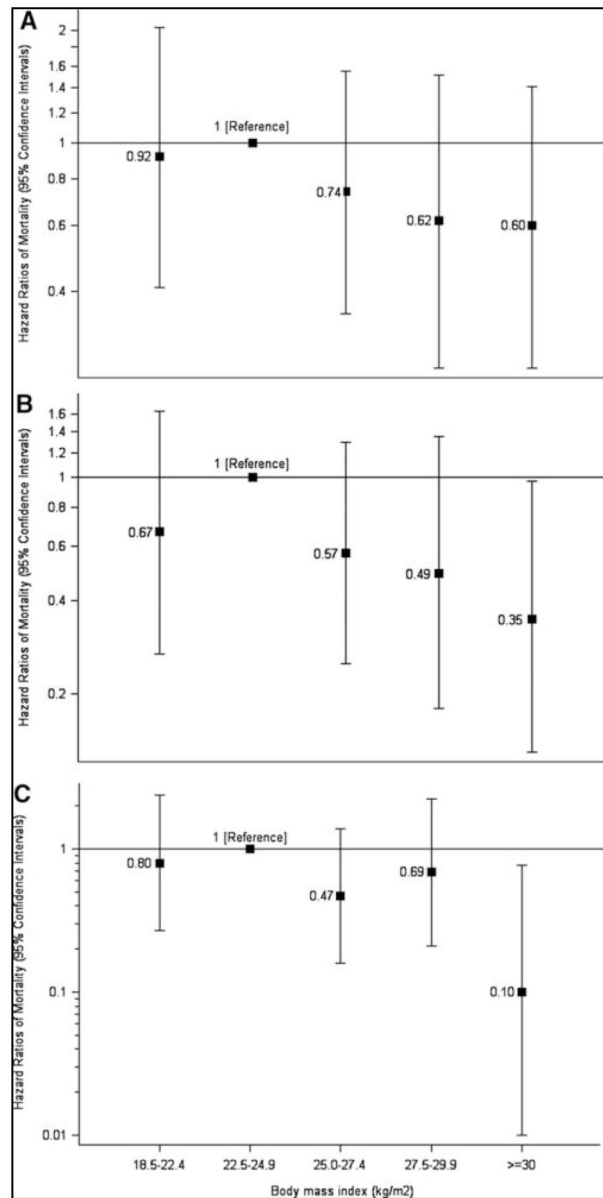 A
Hazard Ratios of Mortality (95% Confidence Intervals)
2
1.6
1.4
1.2
1
0.8
0.6
0.4
1 [Reference]
0.92
0.74
0.62
0.60
B
Hazard Ratios of Mortality (95% Confidence Intervals)
1.6
1.4
1.2
1
0.8
0.6
0.4
0.2
1 [Reference]
0.67
0.57
0.49
0.35
C
Hazard Ratios of Mortality (95% Confidence Intervals)
1
0.1
0.01
1 [Reference]
0.80
0.47
0.69
0.10
18.5-22.4 22.5-24.9 25.0-27.4 27.5-29.9 >=30
Body mass index (kg/m2)